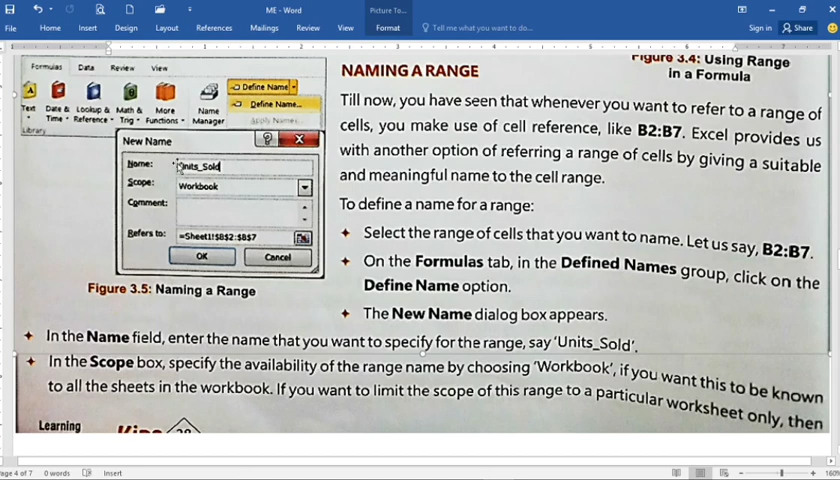 ME - Word
Picture To...
File
Home
Insert
Design
Layout
References
Mailings
Review
View
Format
Tell me what you want to do...
Sign in
Share
Formulas
Data
Review
View
Text
Date & Time
Lookup & Reference
Math & Trig
More Functions
Name Manager
Define Name
Define Name...
Apply Names...
Library
New Name
Name:
Units_Sold
Scope:
Workbook
Comment:
Refers to:
=Sheet1!$B$2:$B$7
OK
Cancel
Figure 3.5: Naming a Range
Figure 3.4: Using Range
in a Formula
NAMING A RANGE
Till now, you have seen that whenever you want to refer to a range of
cells, you make use of cell reference, like B2:B7. Excel provides us
with another option of referring a range of cells by giving a suitable
and meaningful name to the cell range.
To define a name for a range:
Select the range of cells that you want to name. Let us say, B2:B7.
On the Formulas tab, in the Defined Names group, click on the
Define Name option.
The New Name dialog box appears.
In the Name field, enter the name that you want to specify for the range, say 'Units_Sold'.
In the Scope box, specify the availability of the range name by choosing 'Workbook', if you want this to be known
to all the sheets in the workbook. If you want to limit the scope of this range to a particular worksheet only, then
Learning
Page 4 of 7
0 words
Insert
160%